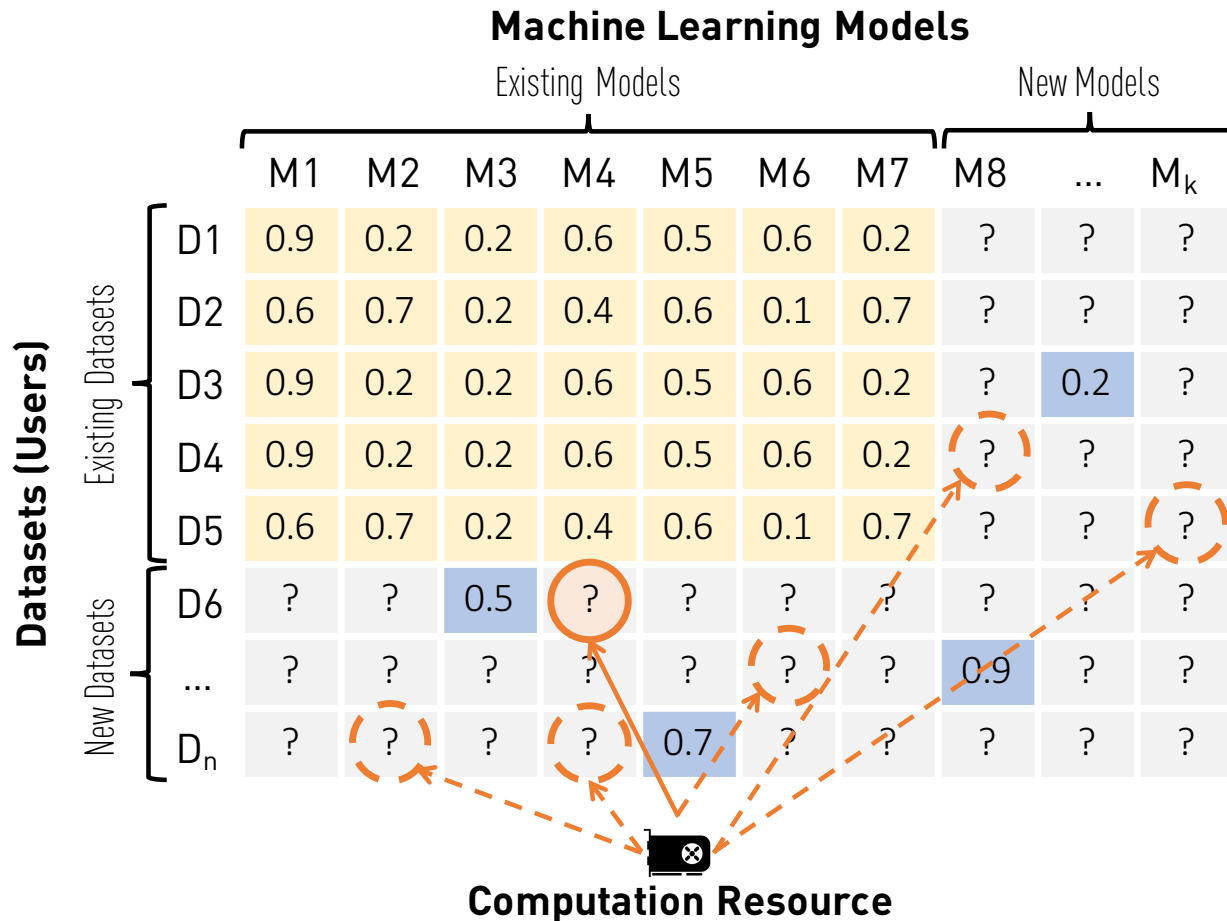 Machine Learning Models
Existing Models New Models
M1 M2 M3 M4 M5 M6 M7 M8 ... Mk
Datasets (Users)
Existing Datasets
D1 0.9 0.2 0.2 0.6 0.5 0.6 0.2 ? ? ?
D2 0.6 0.7 0.2 0.4 0.6 0.1 0.7 ? ? ?
D3 0.9 0.2 0.2 0.6 0.5 0.6 0.2 ? 0.2 ?
D4 0.9 0.2 0.2 0.6 0.5 0.6 0.2 ? ? ?
D5 0.6 0.7 0.2 0.4 0.6 0.1 0.7 ? ? ?
New Datasets
D6 ? ? 0.5 ? ? ? ? ? ? ?
... ? ? ? ? ? ? ? 0.9 ? ?
Dn ? ? ? ? 0.7 ? ? ? ? ?
Computation Resource